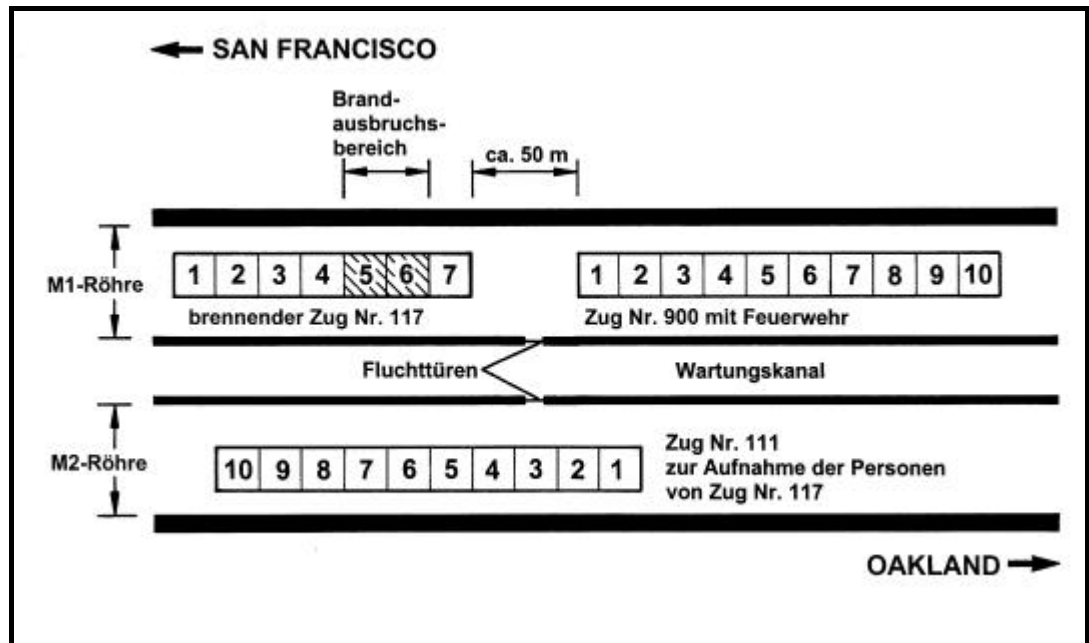 SAN FRANCISCO
Brand-
ausbruchs-
bereich
ca. 50 m
M1-Röhre
1 2 3 4 5 6 7
1 2 3 4 5 6 7 8 9 10
brennender Zug Nr. 117
Zug Nr. 900 mit Feuerwehr
Fluchttüren
Wartungskanal
M2-Röhre
10 9 8 7 6 5 4 3 2 1
Zug Nr. 111
zur Aufnahme der Personen
von Zug Nr. 117
OAKLAND